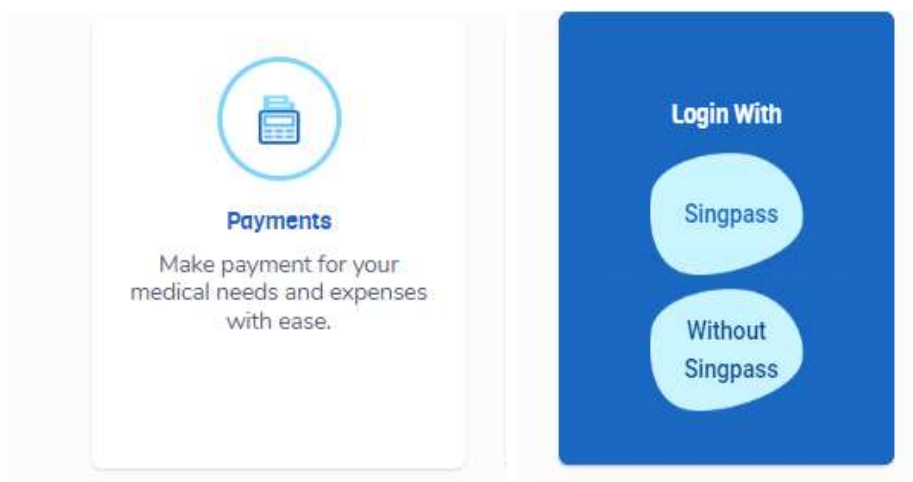 Payments
Make payment for your
medical needs and expenses
with ease.
Login With
Singpass
Without
Singpass